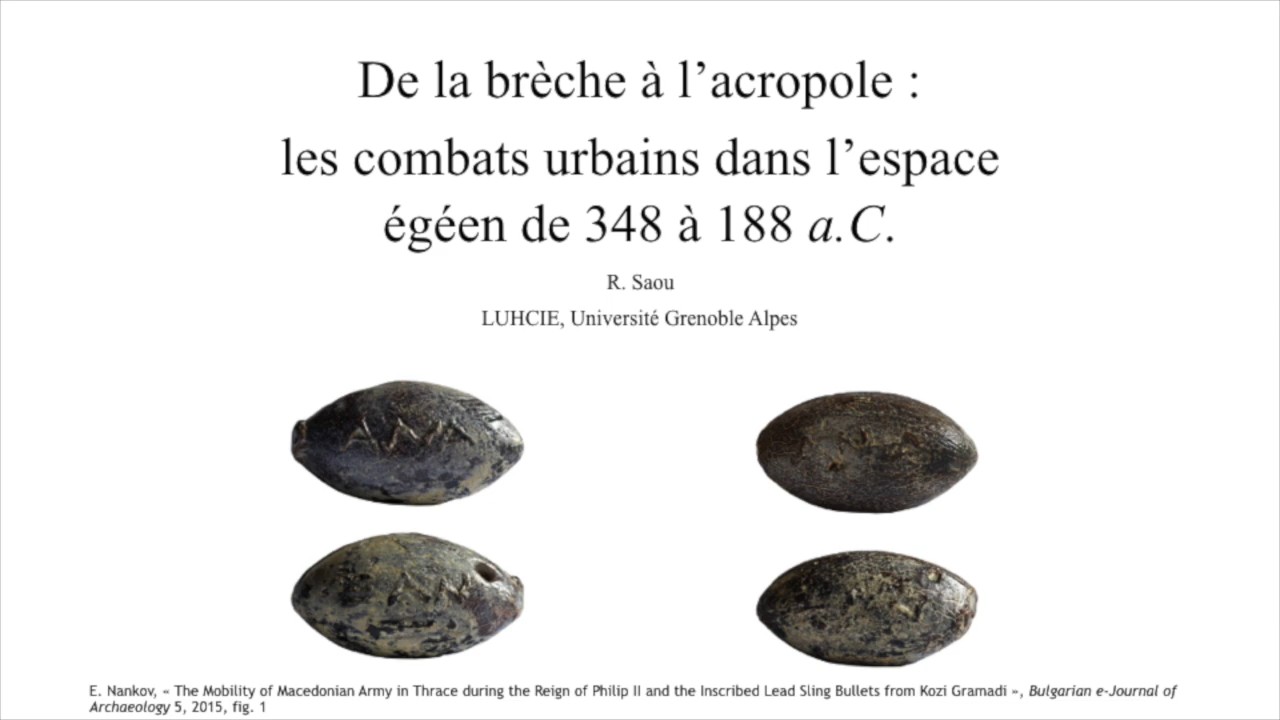 De la brèche à l’acropole :
les combats urbains dans l’espace
égéen de 348 à 188 a.C.
R. Saou
LUHCIE, Université Grenoble Alpes
E. Nankov, « The Mobility of Macedonian Army in Thrace during the Reign of Philip II and the Inscribed Lead Sling Bullets from Kozi Gramadi », Bulgarian e-Journal of
Archaeology 5, 2015, fig. 1